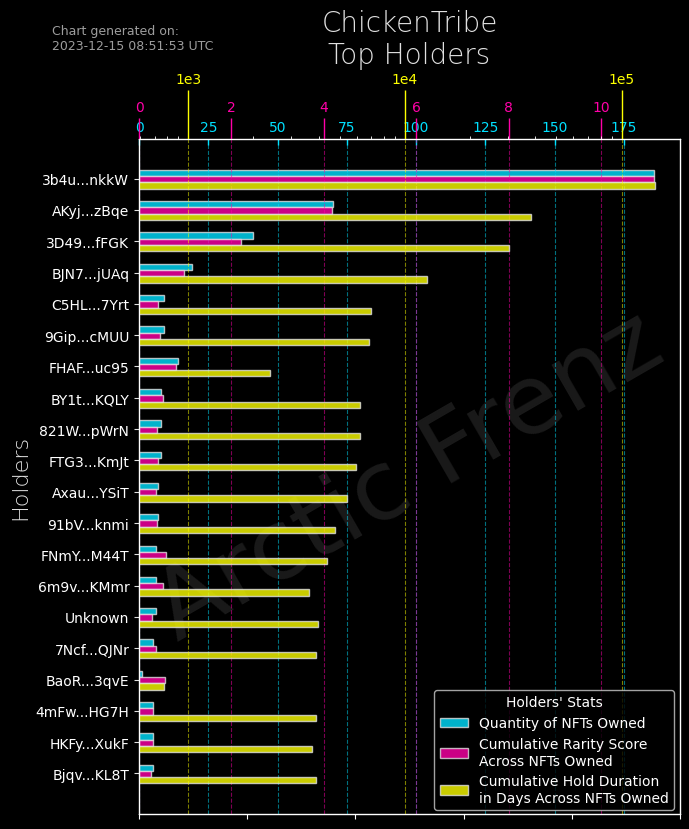 Chart generated on:
2023-12-15 08:51:53 UTC
ChickenTribe
Top Holders
1e3 1e4 1e5
0 2 4 6 8 10
0 25 50 75 100 125 150 175
Holders
3b4u...nkkW
AKyj...zBqe
3D49...fFGK
BJN7...jUAq
C5HL...7Yrt
9Gip...cMUU
FHAF...uc95
BY1t...KQLY
821W...pWrN
FTG3...KmJt
Axau...YSiT
91bV...knmi
FNmY...M44T
6m9v...KMmr
Unknown
7Ncf...QJNr
BaoR...3qvE
4mFw...HG7H
HKFy...XukF
Bjqv...KL8T
Arctic Frenz
Holders' Stats
Quantity of NFTs Owned
Cumulative Rarity Score
Across NFTs Owned
Cumulative Hold Duration
in Days Across NFTs Owned